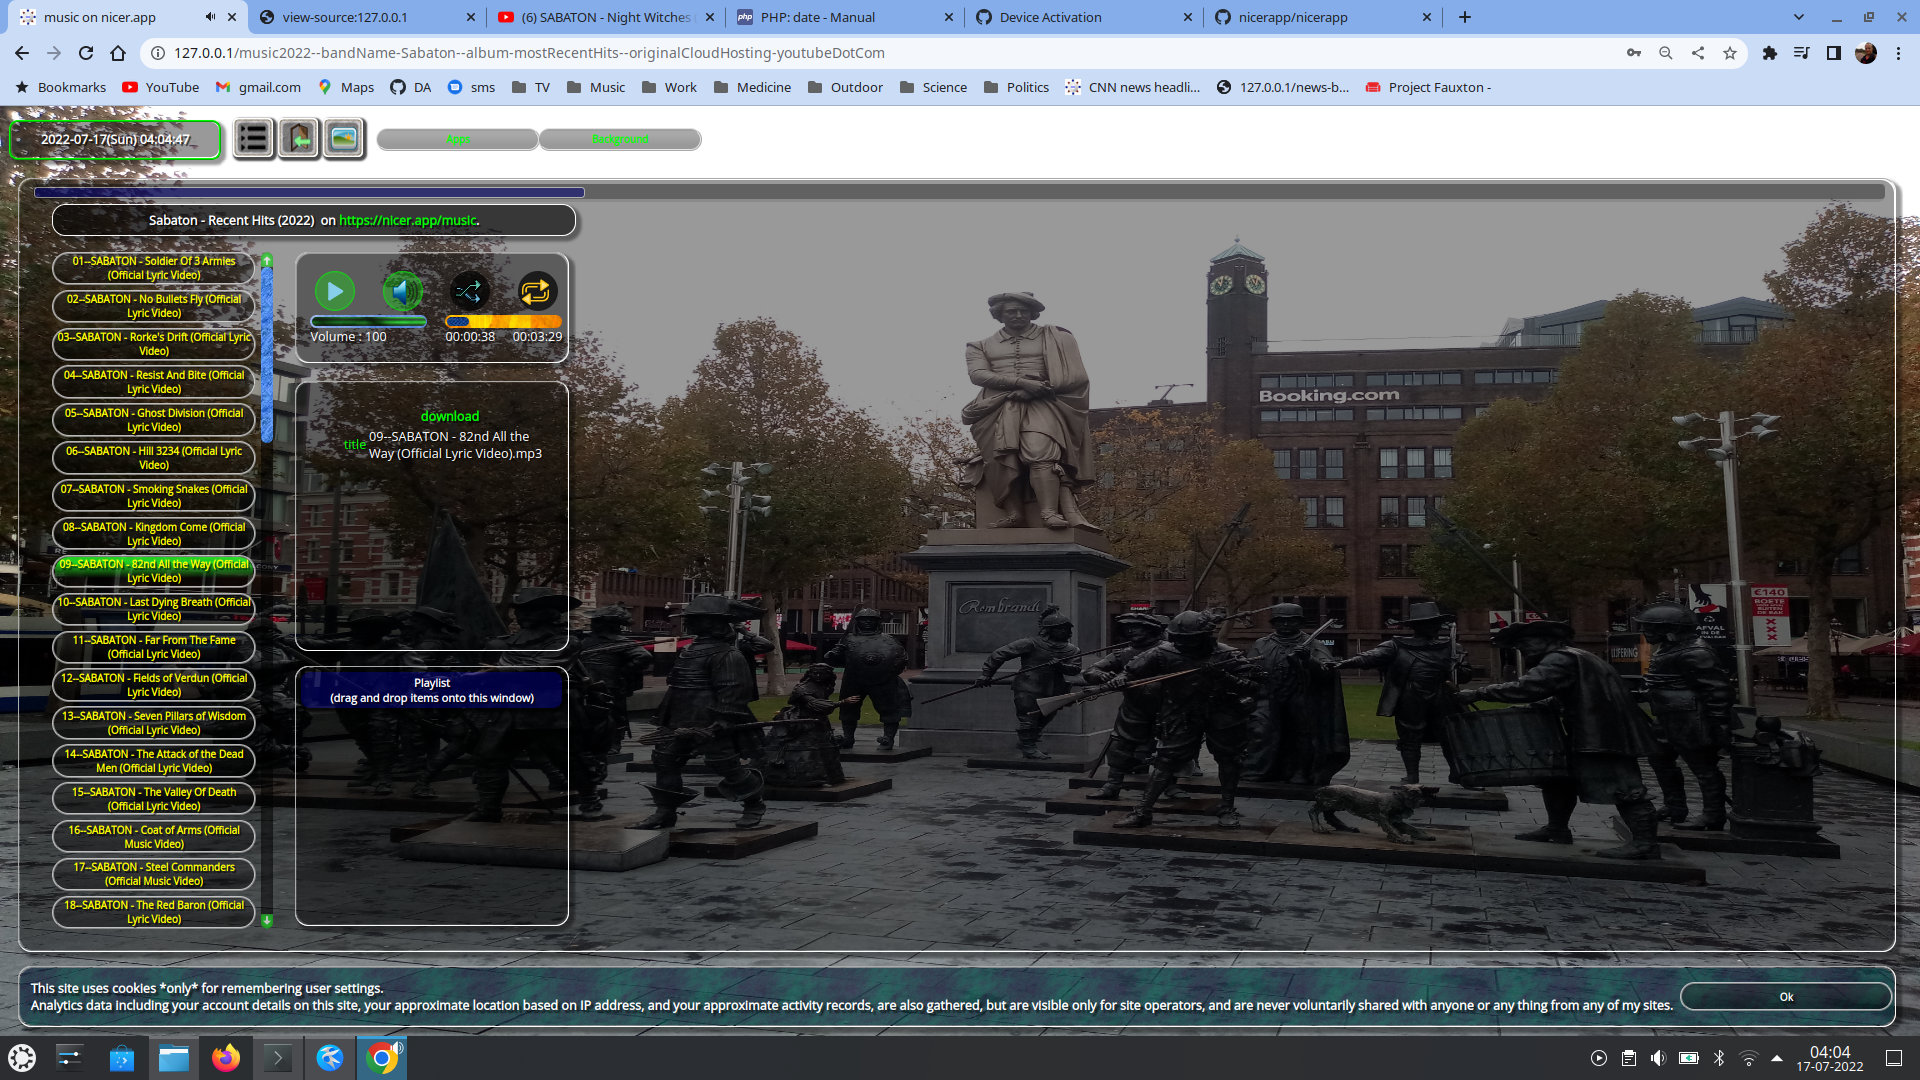 music on nicer.app
view-source:127.0.0.1
(6) SABATON - Night Witches
PHP: date - Manual
Device Activation
nicerapp/nicerapp
127.0.0.1/music2022--bandName-Sabaton--album-mostRecentHits--originalCloudHosting-youtubeDotCom
Bookmarks
YouTube
gmail.com
Maps
DA
sms
TV
Music
Work
Medicine
Outdoor
Science
Politics
CNN news headli...
127.0.0.1/news-b...
Project Fauxton -
2022-07-17(Sun) 04:04:47
Apps
Background
Sabaton - Recent Hits (2022) on https://nicer.app/music.
01--SABATON - Soldier Of 3 Armies
(Official Lyric Video)
02--SABATON - No Bullets Fly (Official
Lyric Video)
03--SABATON - Rorke's Drift (Official Lyric
Video)
04--SABATON - Resist And Bite (Official
Lyric Video)
05--SABATON - Ghost Division (Official
Lyric Video)
06--SABATON - Hill 3234 (Official Lyric
Video)
07--SABATON - Smoking Snakes (Official
Lyric Video)
08--SABATON - Kingdom Come (Official
Lyric Video)
09--SABATON - 82nd All the Way (Official
Lyric Video)
10--SABATON - Last Dying Breath (Official
Lyric Video)
11--SABATON - Far From The Fame
(Official Lyric Video)
12--SABATON - Fields of Verdun (Official
Lyric Video)
13--SABATON - Seven Pillars of Wisdom
(Official Lyric Video)
14--SABATON - The Attack of the Dead
Men (Official Lyric Video)
15--SABATON - The Valley Of Death
(Official Lyric Video)
16--SABATON - Coat of Arms (Official
Music Video)
17--SABATON - Steel Commanders
(Official Music Video)
18--SABATON - The Red Baron (Official
Lyric Video)
Volume : 100
00:00:38
00:03:29
download
title
09--SABATON - 82nd All the
Way (Official Lyric Video).mp3
Playlist
(drag and drop items onto this window)
Booking.com
Rembrandt
€140
BOETE
AFVAL
This site uses cookies *only* for remembering user settings.
Analytics data including your account details on this site, your approximate location based on IP address, and your approximate activity records, are also gathered, but are visible only for site operators, and are never voluntarily shared with anyone or any thing from any of my sites.
Ok
04:04
17-07-2022